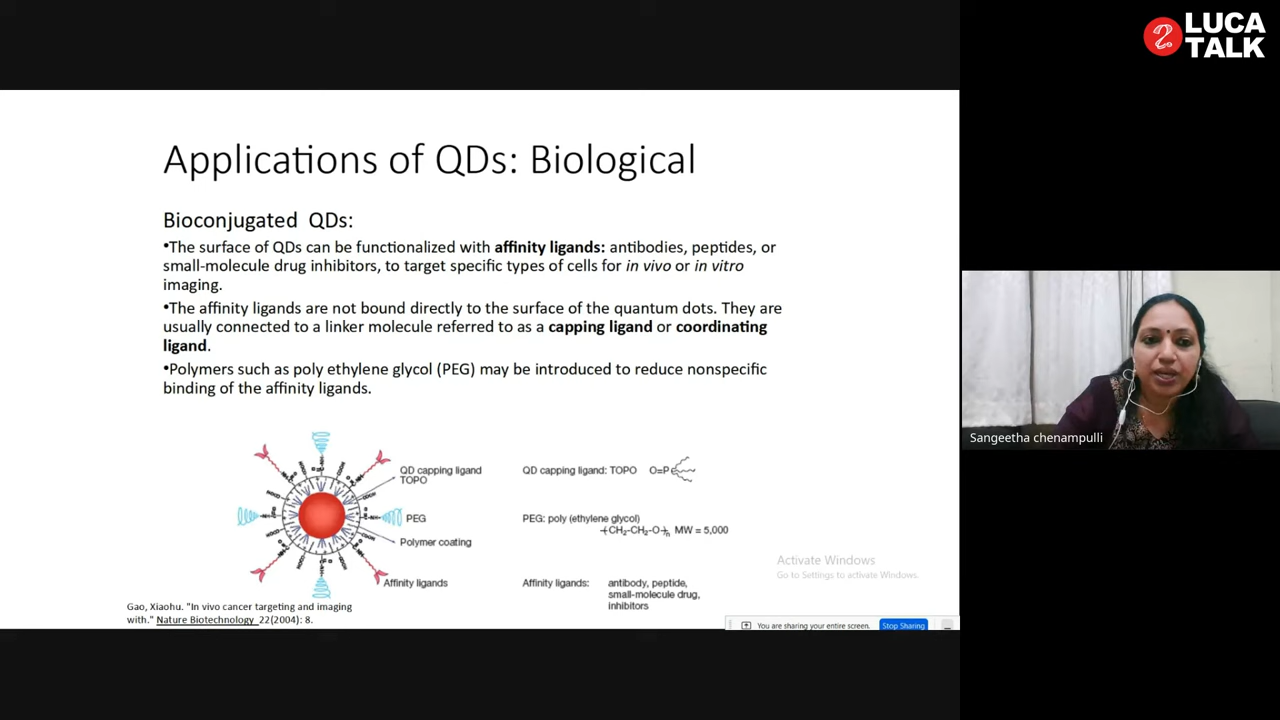 LUCA
TALK
Applications of QDs: Biological
Bioconjugated QDs:
•The surface of QDs can be functionalized with affinity ligands: antibodies, peptides, or
small-molecule drug inhibitors, to target specific types of cells for in vivo or in vitro
imaging.
•The affinity ligands are not bound directly to the surface of the quantum dots. They are
usually connected to a linker molecule referred to as a capping ligand or coordinating
ligand.
•Polymers such as poly ethylene glycol (PEG) may be introduced to reduce nonspecific
binding of the affinity ligands.
QD capping ligand
TOPO
PEG
Polymer coating
Affinity ligands
QD capping ligand: TOPO O=P
PEG: poly (ethylene glycol)
(CH2-CH2-O)n MW = 5,000
Affinity ligands: antibody, peptide,
small-molecule drug,
inhibitors
Gao, Xiaohu. "In vivo cancer targeting and imaging
with." Nature Biotechnology 22(2004): 8.
Activate Windows
Go to Settings to activate Windows.
You are sharing your entire screen.
Stop Sharing
Sangeetha chenampulli